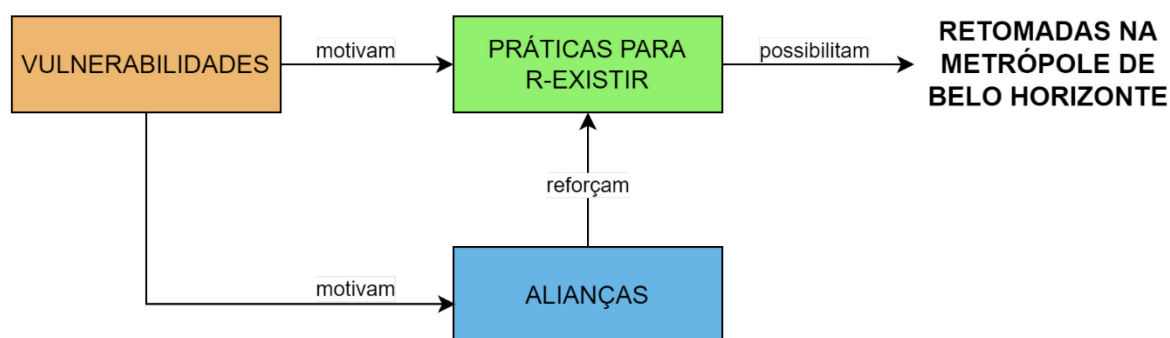 VULNERABILIDADES
motivam
PRÁTICAS PARA
R-EXISTIR
possibilitam
RETOMADAS NA
METRÓPOLE DE
BELO HORIZONTE
reforçam
motivam
ALIANÇAS